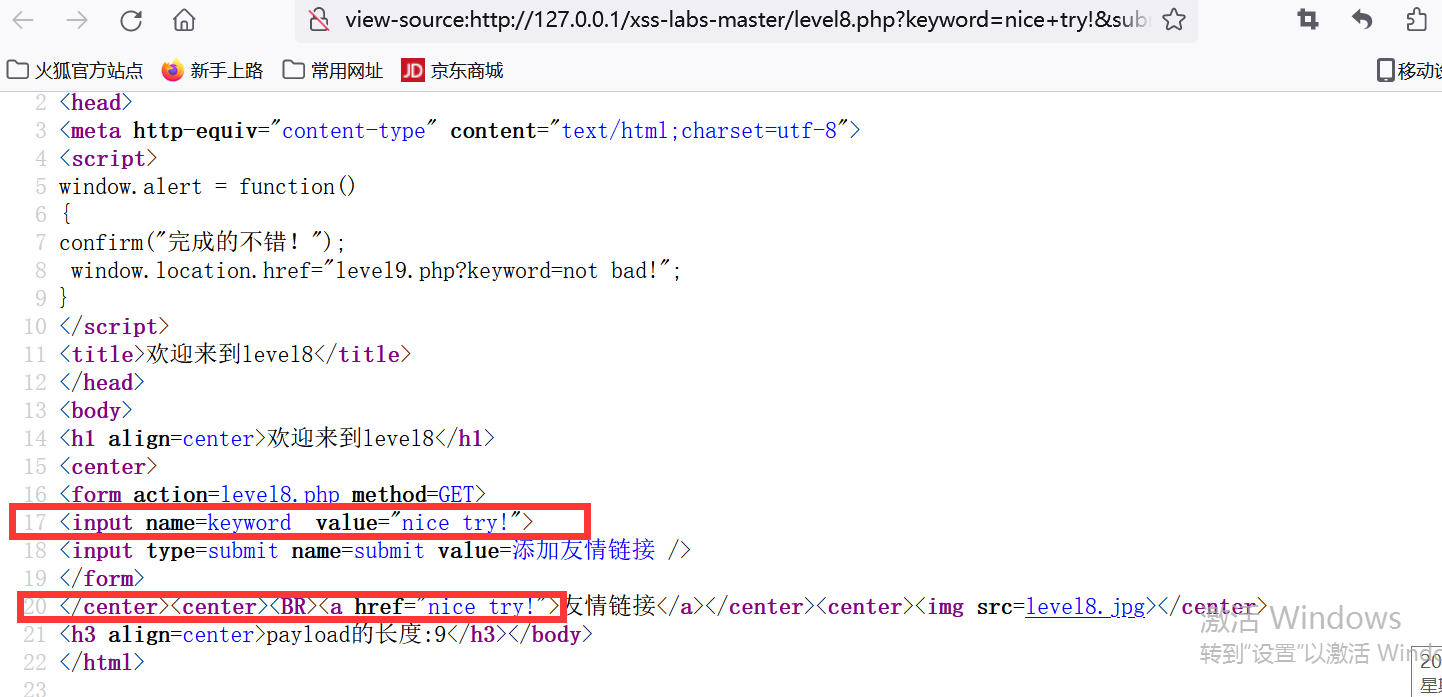 view-source:http://127.0.0.1/xss-labs-master/level8.php?keyword=nice+try!&sub
火狐官方站点 新手上路 常用网址 JD 京东商城 移动设
2 <head>
3 <meta http-equiv="content-type" content="text/html;charset=utf-8">
4 <script>
5 window.alert = function()
6 {
7 confirm("完成的不错！");
8  window.location.href="level9.php?keyword=not bad!";
9 }
10 </script>
11 <title>欢迎来到level8</title>
12 </head>
13 <body>
14 <h1 align=center>欢迎来到level8</h1>
15 <center>
16 <form action=level8.php method=GET>
17 <input name=keyword  value="nice try!">
18 <input type=submit name=submit value=添加友情链接 />
19 </form>
20 </center><center><BR><a href="nice try!">友情链接</a></center><center><img src=level8.jpg></center>
21 <h3 align=center>payload的长度:9</h3></body>
22 </html>
23
激活 Windows
转到"设置"以激活 Windo
20
星期